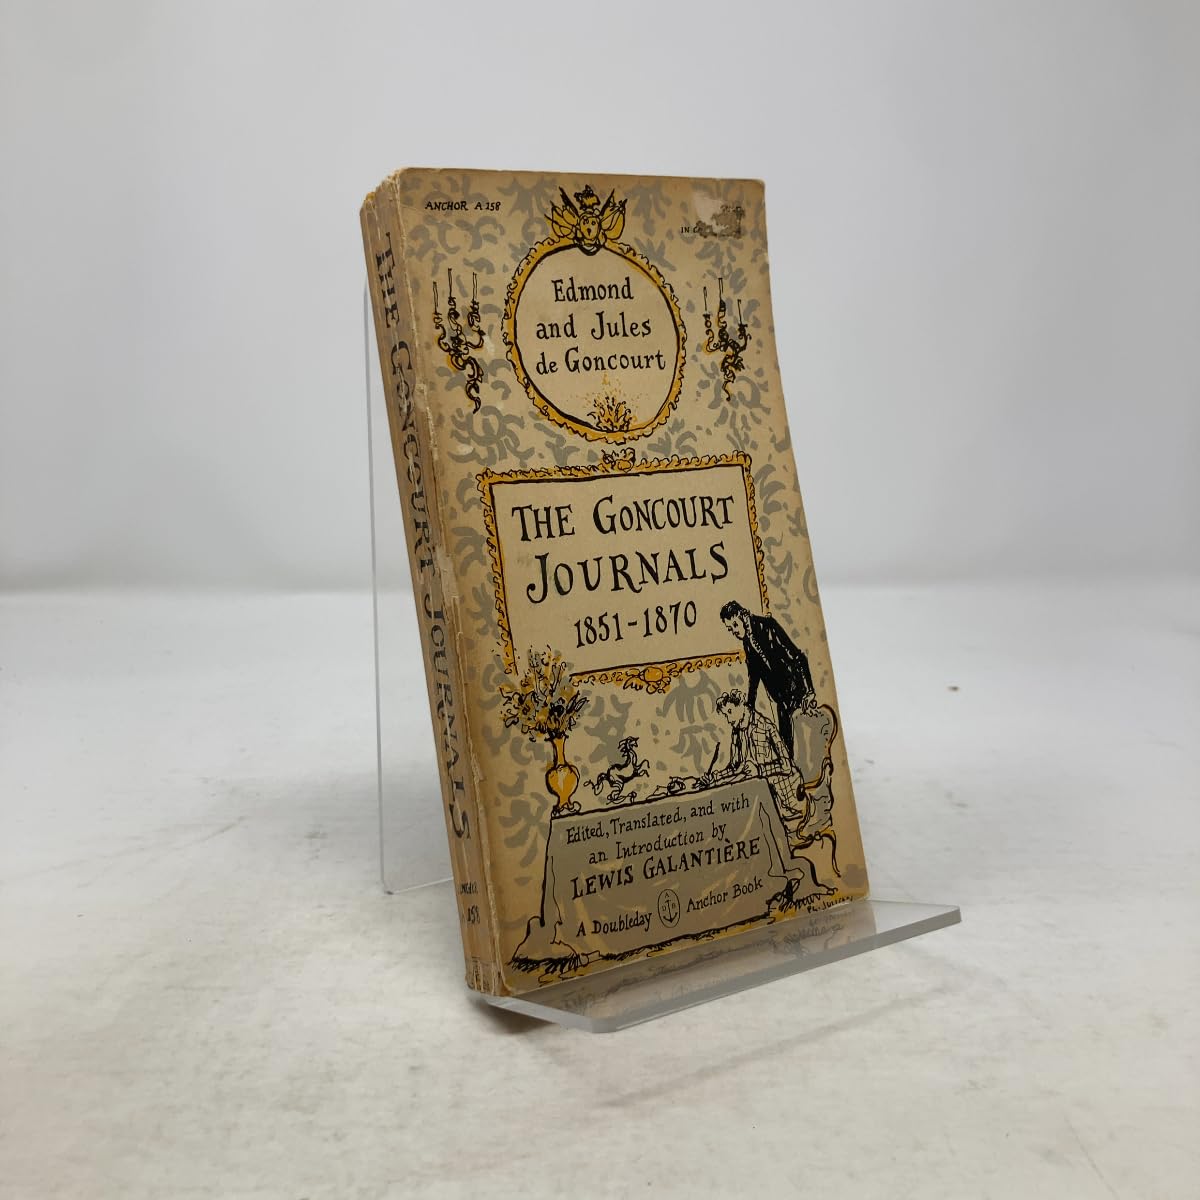 ANCHOR A 158
IN
Edmond
and Jules
de Goncourt
THE GONCOURT
JOURNALS
1851-1870
Edited, Translated, and with
an Introduction by
LEWIS GALANTIÈRE
A Doubleday Anchor Book
THE GONCOURT JOURNALS